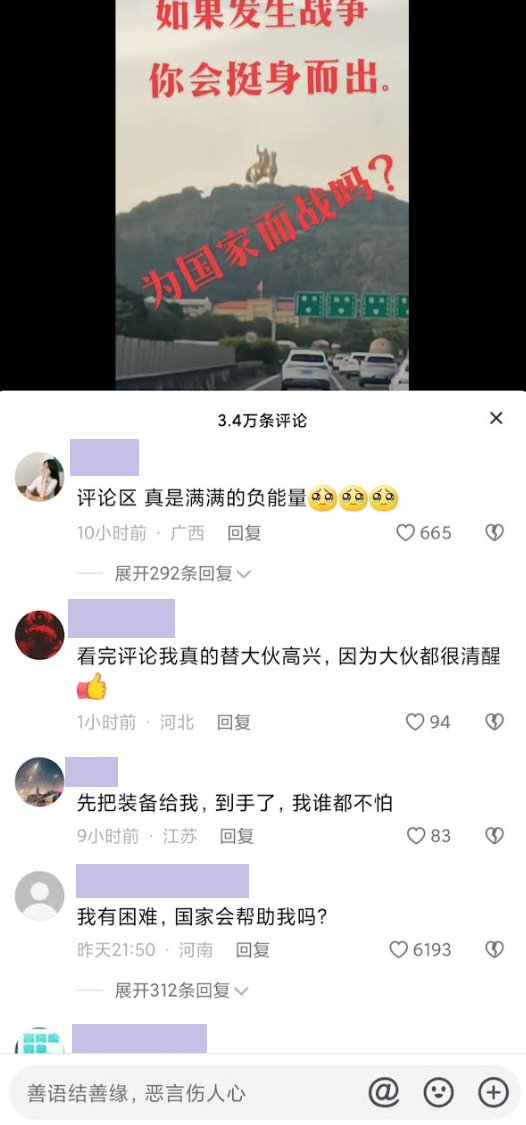 如果发生战争
你会挺身而出。
为国家而战吗?
3.4万条评论
评论区 真是满满的负能量🥺🥺🥺
10小时前 · 广西 回复 665
展开292条回复
看完评论我真的替大伙高兴，因为大伙都很清醒
👍
1小时前 · 河北 回复 94
先把装备给我，到手了，我谁都不怕
9小时前 · 江苏 回复 83
我有困难，国家会帮助我吗？
昨天21:50 · 河南 回复 6193
展开312条回复
善语结善缘，恶言伤人心